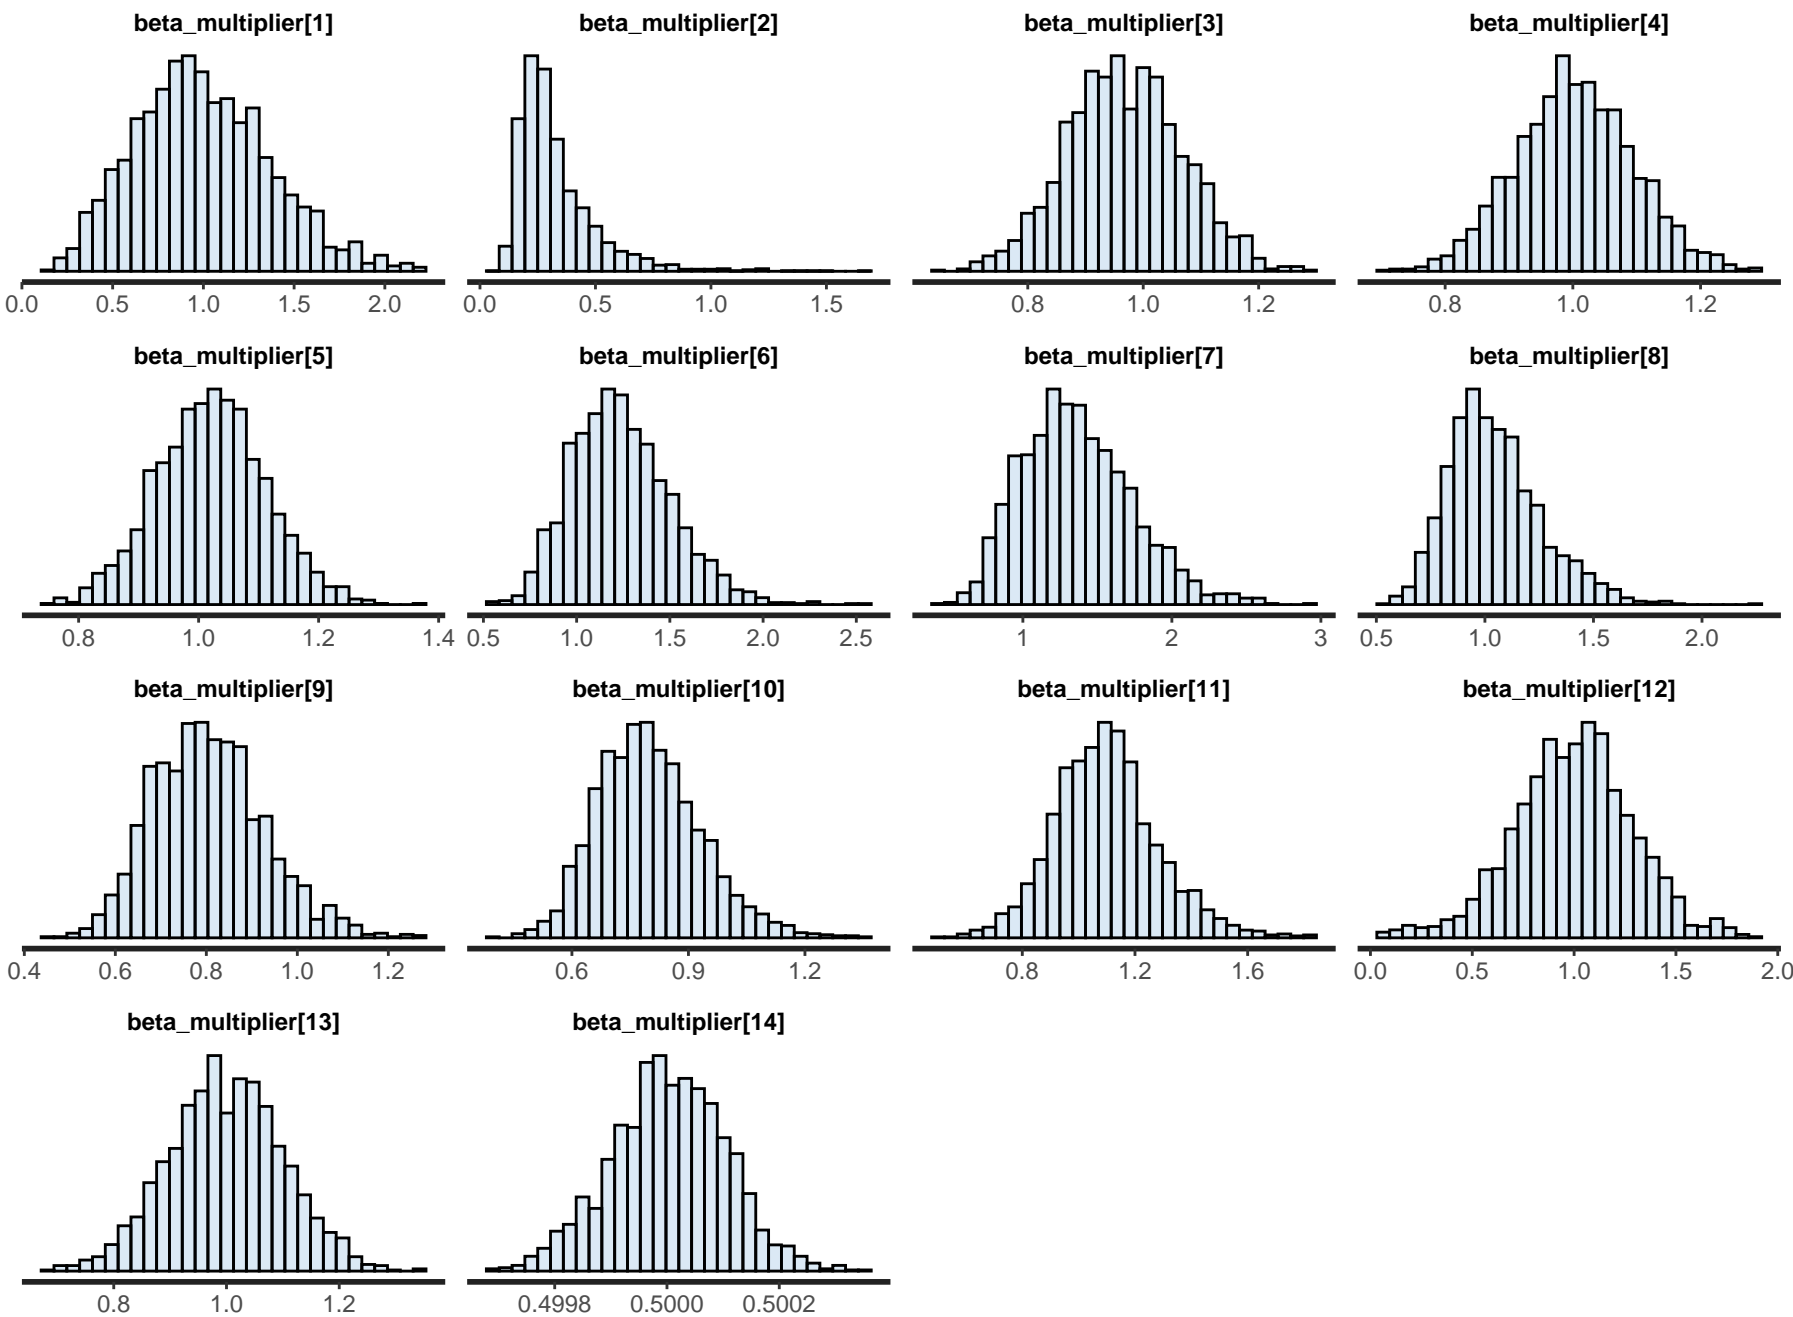 beta_multiplier[1] beta_multiplier[2] beta_multiplier[3] beta_multiplier[4]
0.0 0.5 1.0 1.5 2.0 0.0 0.5 1.0 1.5 0.8 1.0 1.2 0.8 1.0 1.2
beta_multiplier[5] beta_multiplier[6] beta_multiplier[7] beta_multiplier[8]
0.8 1.0 1.2 1.4 0.5 1.0 1.5 2.0 2.5 1 2 3 0.5 1.0 1.5 2.0
beta_multiplier[9] beta_multiplier[10] beta_multiplier[11] beta_multiplier[12]
0.4 0.6 0.8 1.0 1.2 0.6 0.9 1.2 0.8 1.2 1.6 0.0 0.5 1.0 1.5 2.0
beta_multiplier[13] beta_multiplier[14]
0.8 1.0 1.2 0.4998 0.5000 0.5002